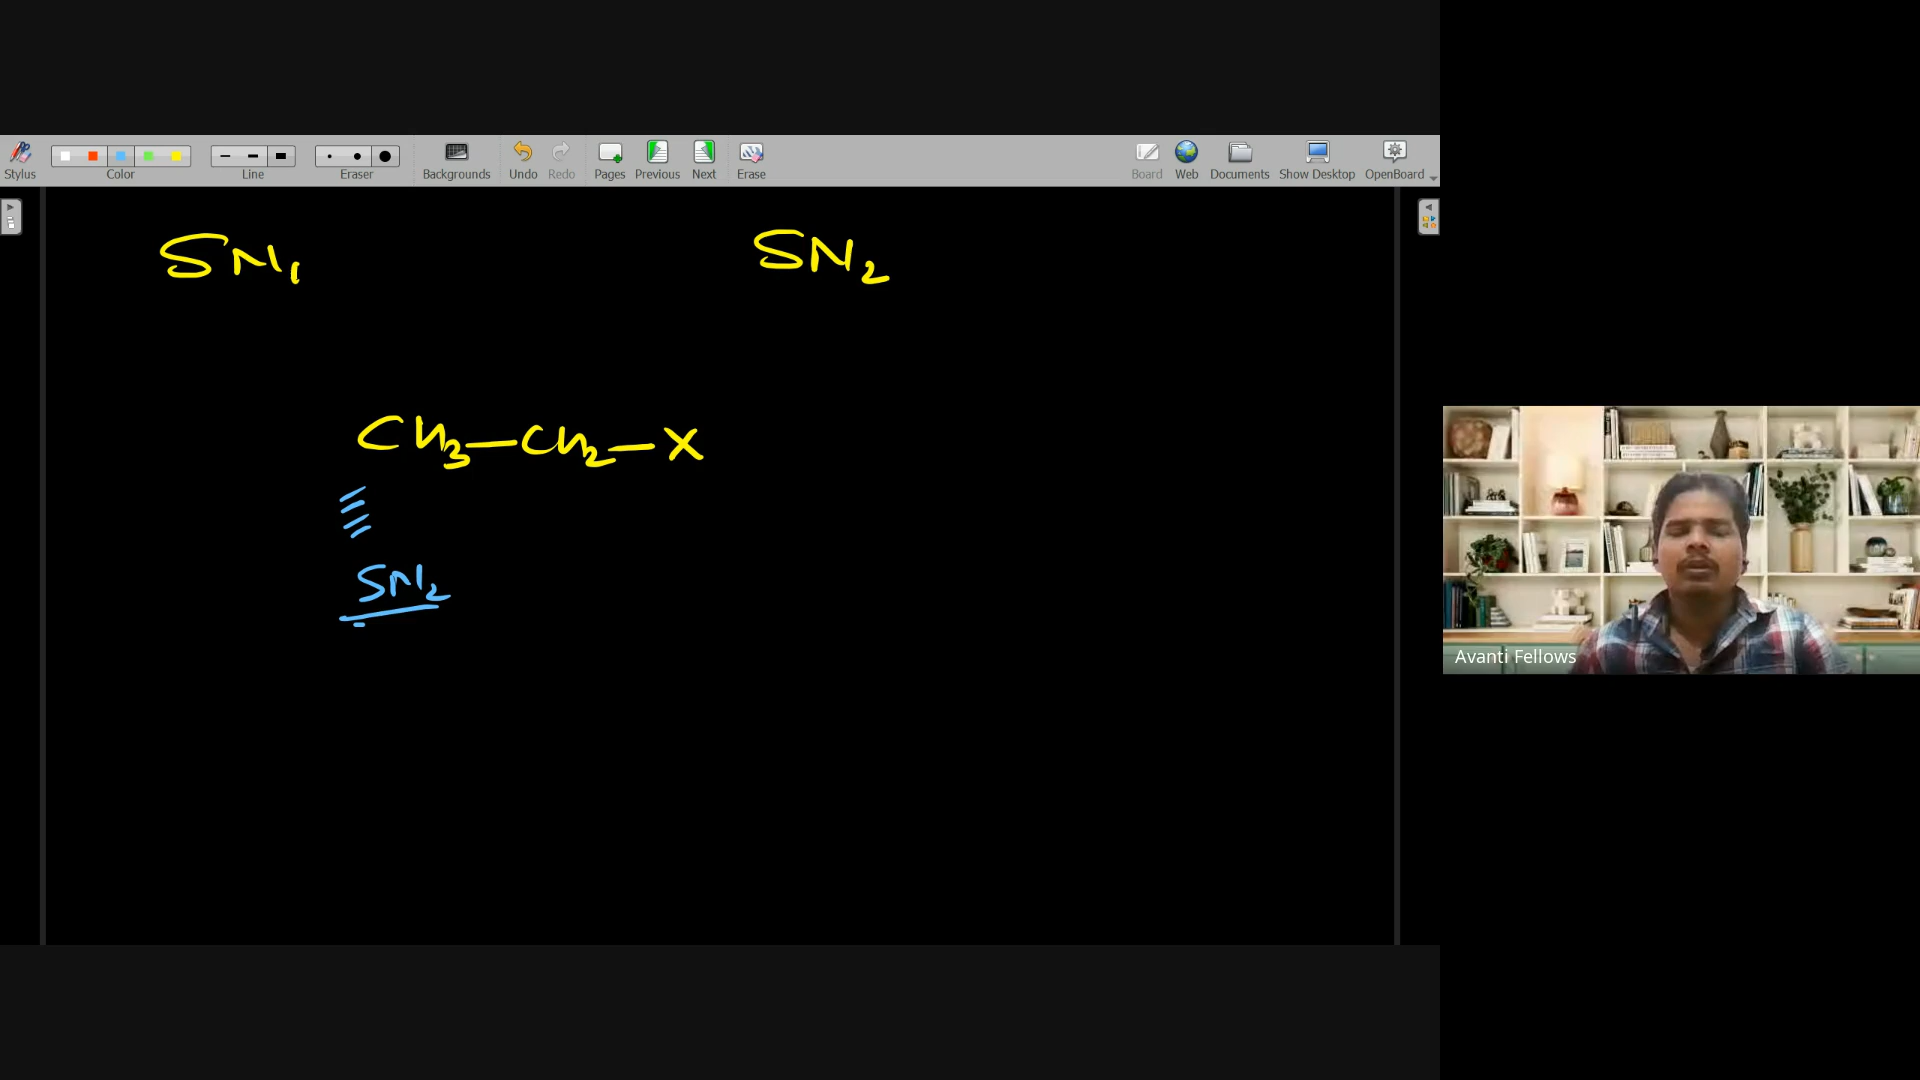 Stylus Color Line Eraser Backgrounds Undo Redo Pages Previous Next Erase Board Web Documents Show Desktop OpenBoard
SN1 SN2
CH3-CH2-X
SN2
Avanti Fellows